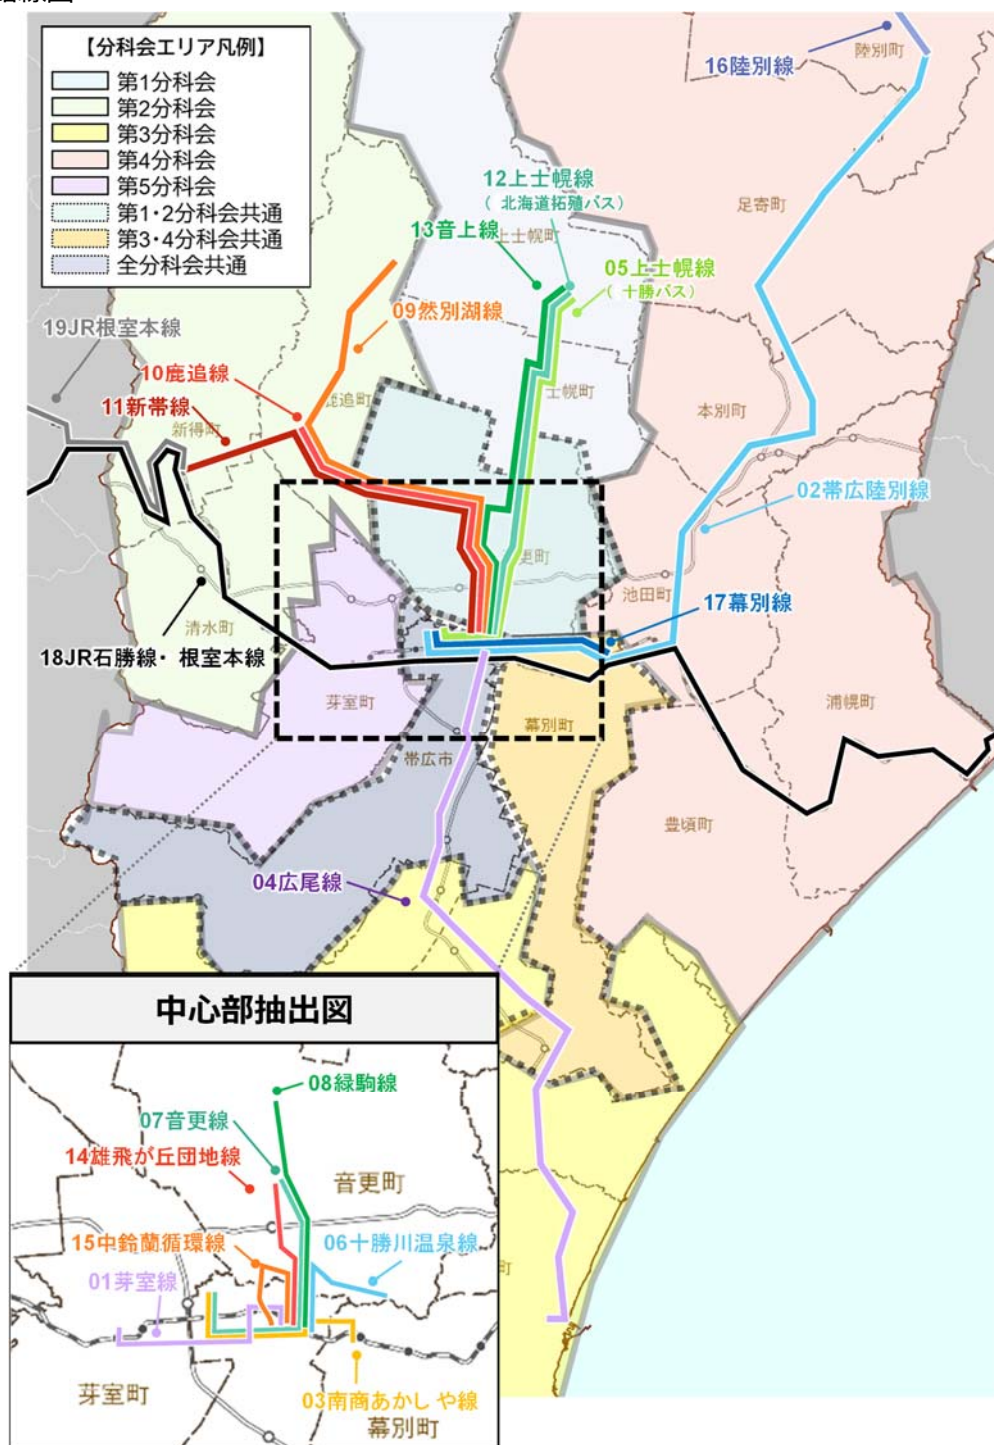 【分科会エリア凡例】
第1分科会
第2分科会
第3分科会
第4分科会
第5分科会
第1・2分科会共通
第3・4分科会共通
全分科会共通
16陸別線
陸別町
12上士幌線
( 北海道拓殖バス)
足寄町
13音上線
上士幌町
05上士幌線
( 十勝バス)
19JR根室本線
09然別湖線
10鹿追線
鹿追町
士幌町
11新帯線
新得町
本別町
02帯広陸別線
更町
池田町
17幕別線
清水町
18JR石勝線・根室本線
芽室町
幕別町
浦幌町
帯広市
豊頃町
04広尾線
町
中心部抽出図
08緑駒線
07音更線
14雄飛が丘団地線
音更町
15中鈴蘭循環線
06十勝川温泉線
01芽室線
芽室町
03南商あかしや線
幕別町